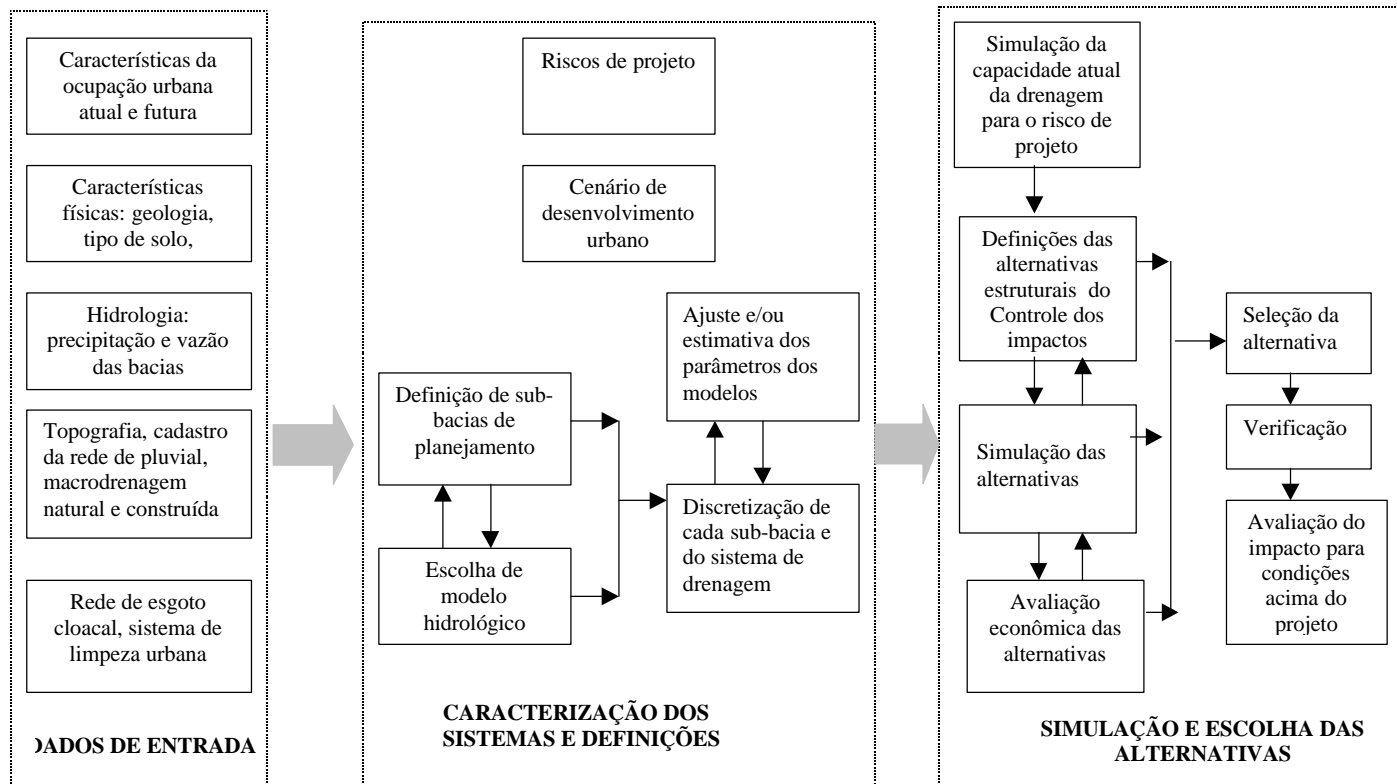 Características da
ocupação urbana
atual e futura
Características
físicas: geologia,
tipo de solo,
Hidrologia:
precipitação e vazão
das bacias
Topografia, cadastro
da rede de pluvial,
macrodrenagem
natural e construída
Rede de esgoto
cloacal, sistema de
limpeza urbana
DADOS DE ENTRADA
Riscos de projeto
Cenário de
desenvolvimento
urbano
Definição de sub-
bacias de
planejamento
Escolha de
modelo
hidrológico
Ajuste e/ou
estimativa dos
parâmetros dos
modelos
Discretização de
cada sub-bacia e
do sistema de
drenagem
CARACTERIZAÇÃO DOS
SISTEMAS E DEFINIÇÕES
Simulação da
capacidade atual
da drenagem
para o risco de
projeto
Definições das
alternativas
estruturais do
Controle dos
impactos
Simulação das
alternativas
Avaliação
econômica das
alternativas
Seleção da
alternativa
Verificação
Avaliação do
impacto para
condições
acima do
projeto
SIMULAÇÃO E ESCOLHA DAS
ALTERNATIVAS